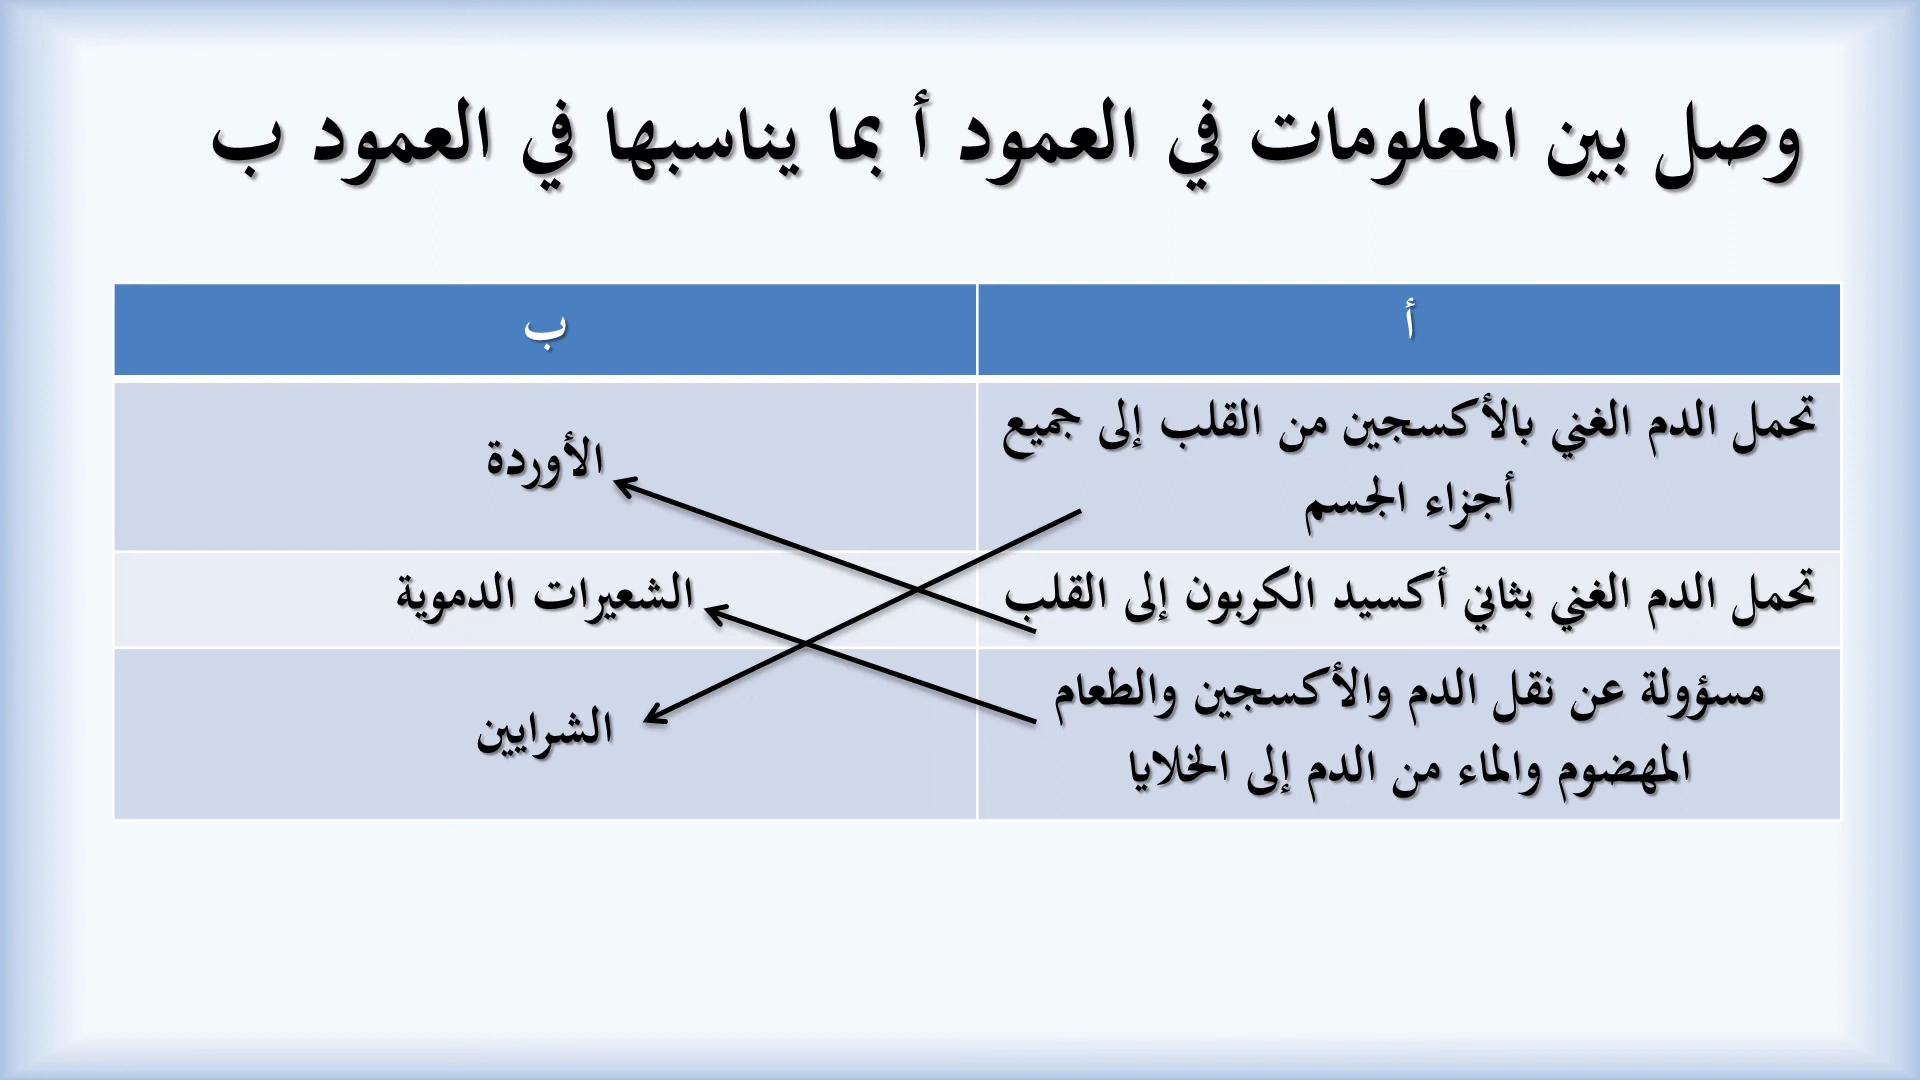 وصل بين المعلومات في العمود أ بما يناسبها في العمود ب
أ
ب
تحمل الدم الغني بالأكسجين من القلب إلى جميع
أجزاء الجسم
الأوردة
تحمل الدم الغني بثاني أكسيد الكربون إلى القلب
الشعيرات الدموية
مسؤولة عن نقل الدم والأكسجين والطعام
المهضوم والماء من الدم إلى الخلايا
الشرايين